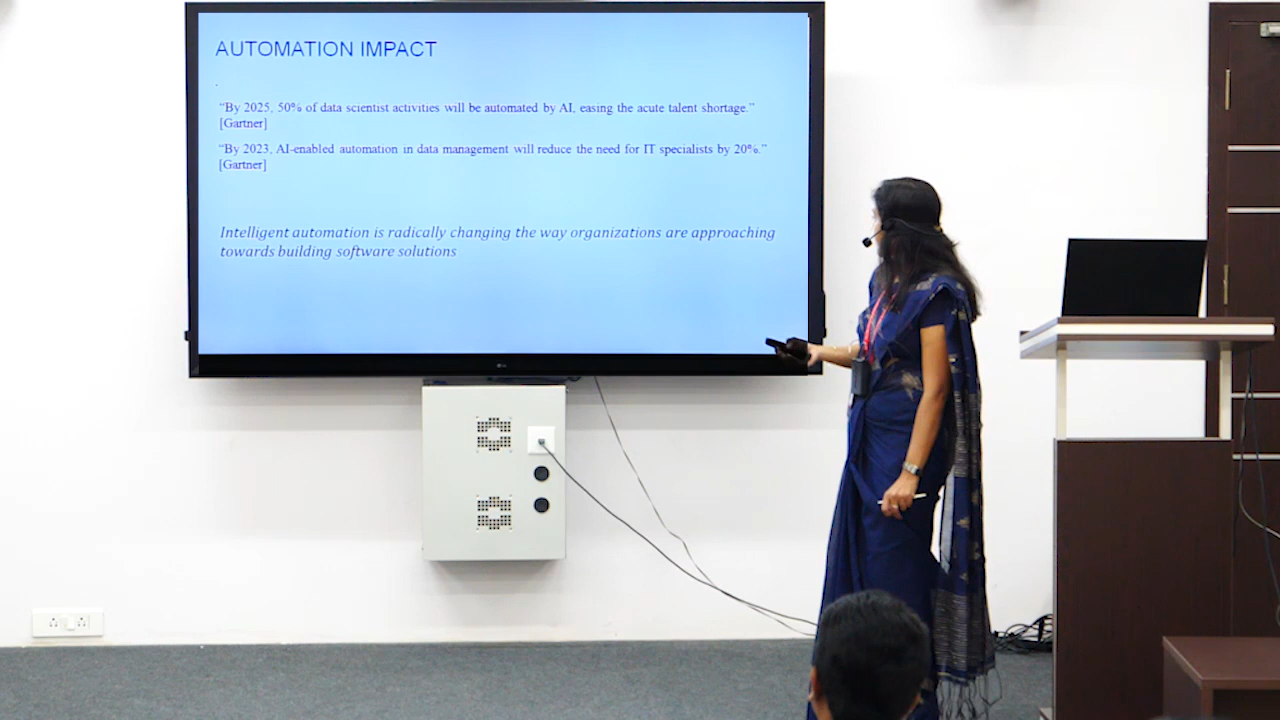 AUTOMATION IMPACT
.
“By 2025, 50% of data scientist activities will be automated by AI, easing the acute talent shortage.”
[Gartner]
“By 2023, AI-enabled automation in data management will reduce the need for IT specialists by 20%.”
[Gartner]
Intelligent automation is radically changing the way organizations are approaching
towards building software solutions
LG